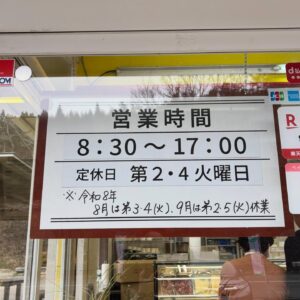 営業時間
8:30～17:00
定休日 第2・4火曜日
※令和8年
8月は第3・4(火)、9月は第2・5(火)休業
JCB
R